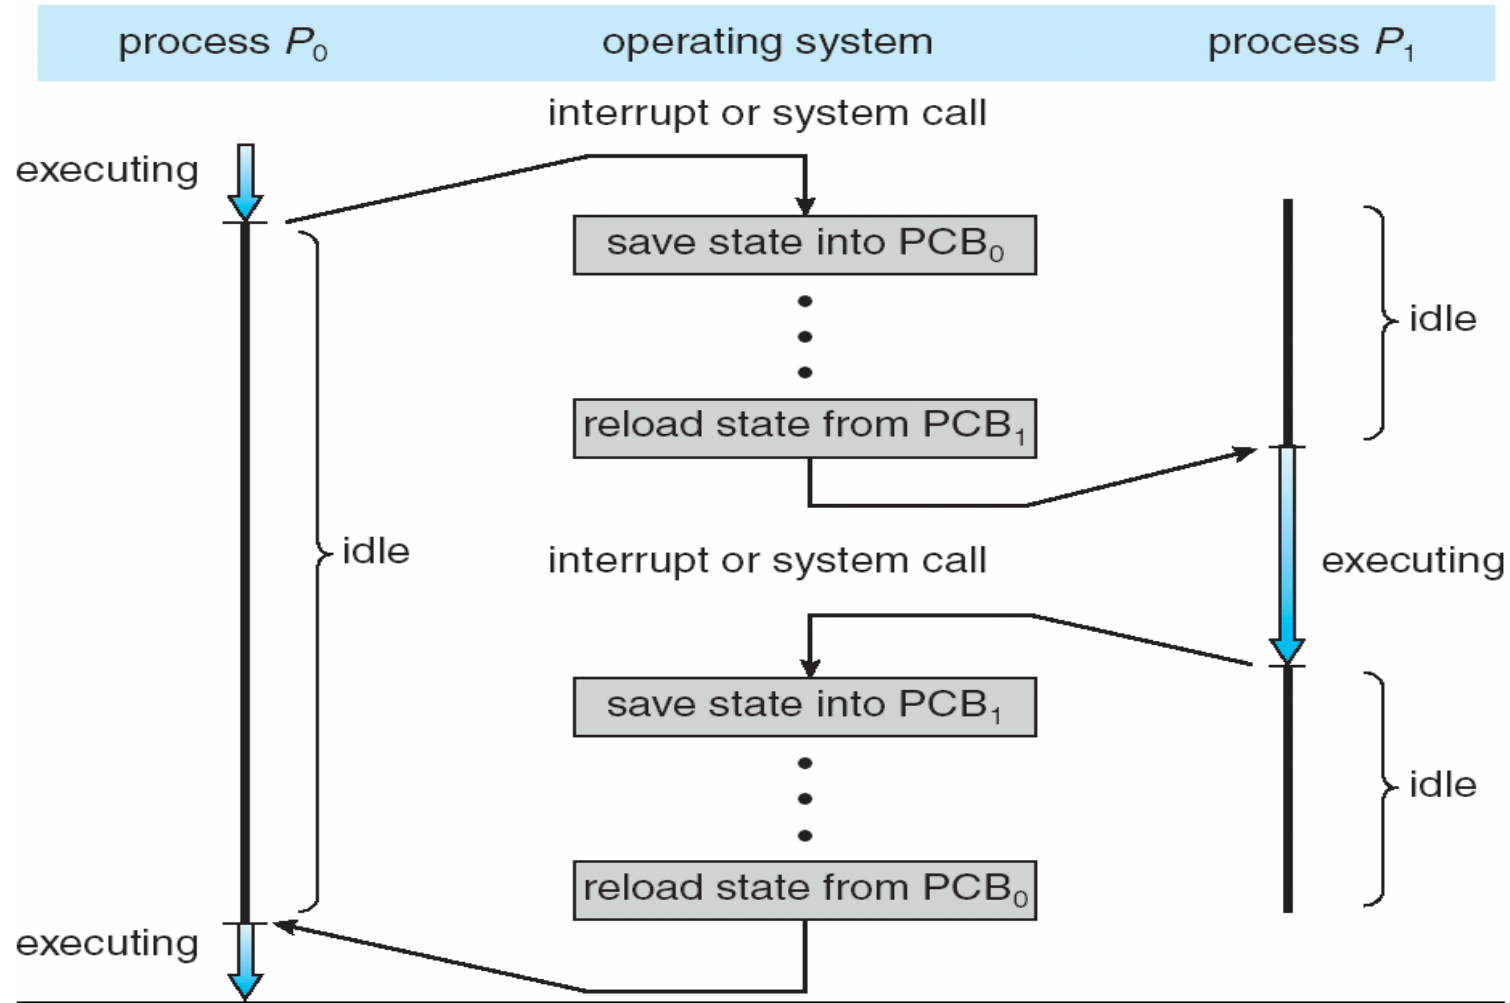 process P₀
operating system
process P₁
interrupt or system call
executing
save state into PCB₀
idle
reload state from PCB₁
idle
interrupt or system call
executing
save state into PCB₁
idle
reload state from PCB₀
executing